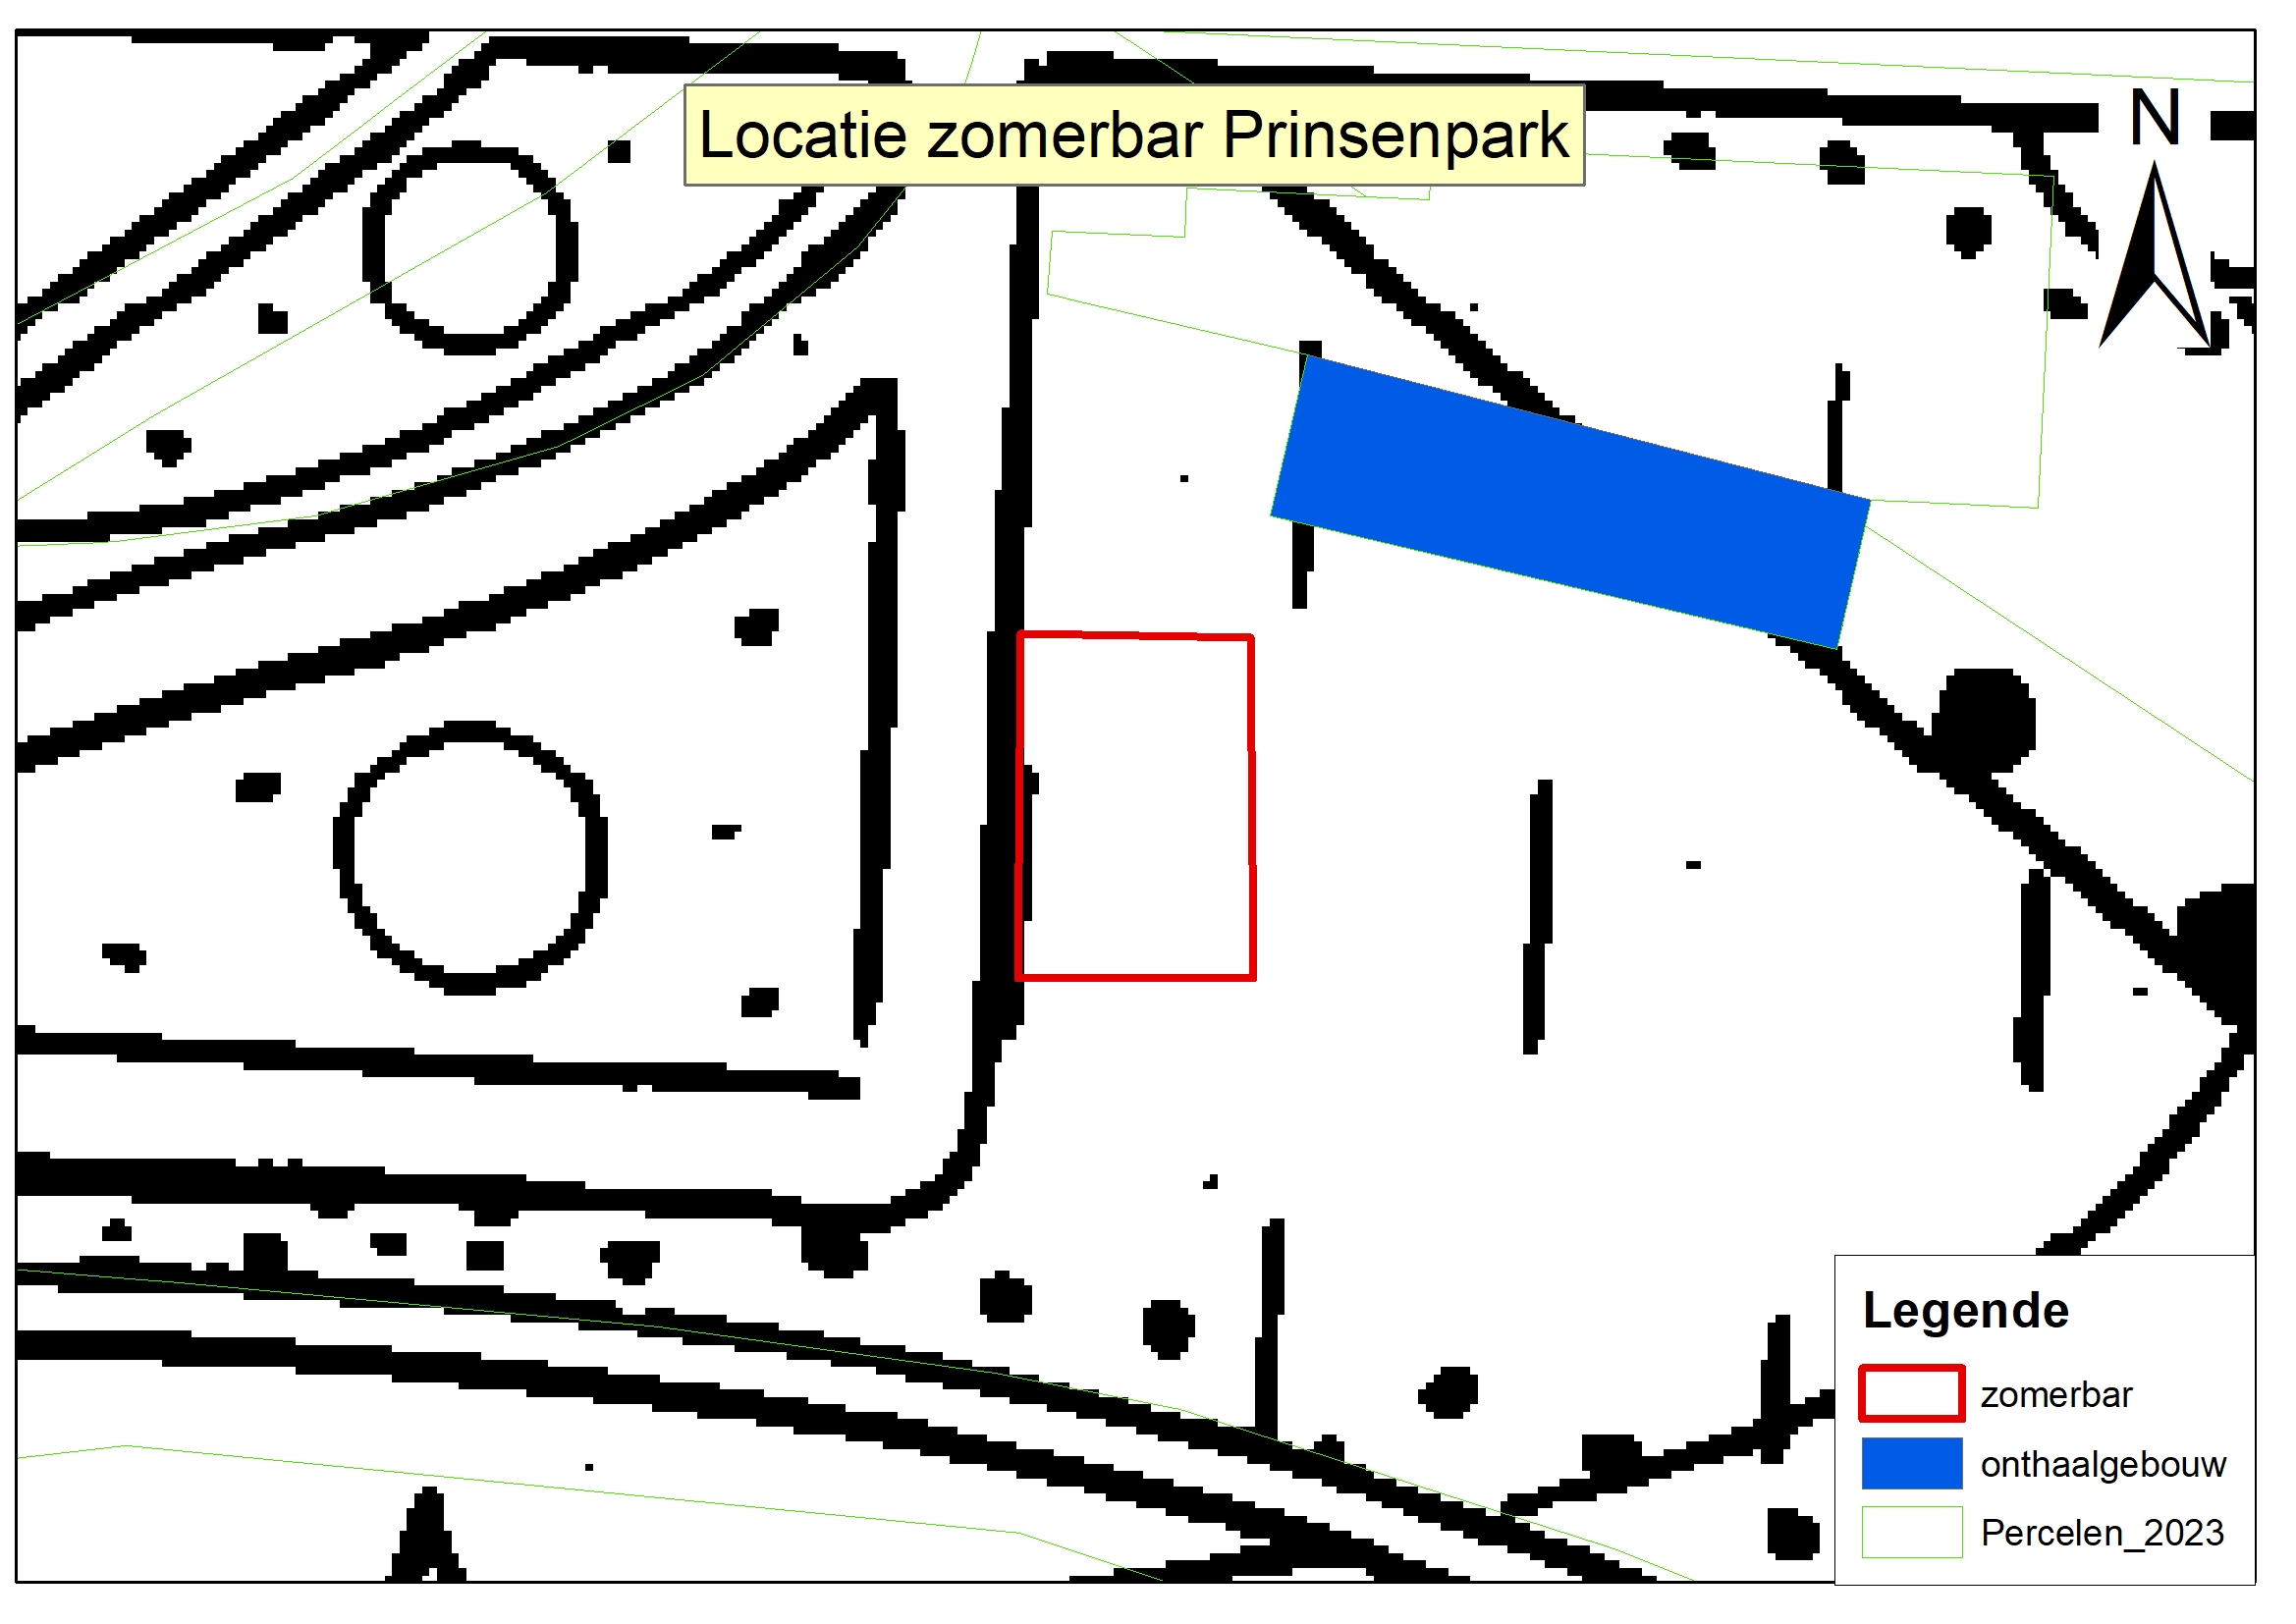 Locatie zomerbar Prinsenpark
N
Legende
zomerbar
onthaalgebouw
Percelen_2023